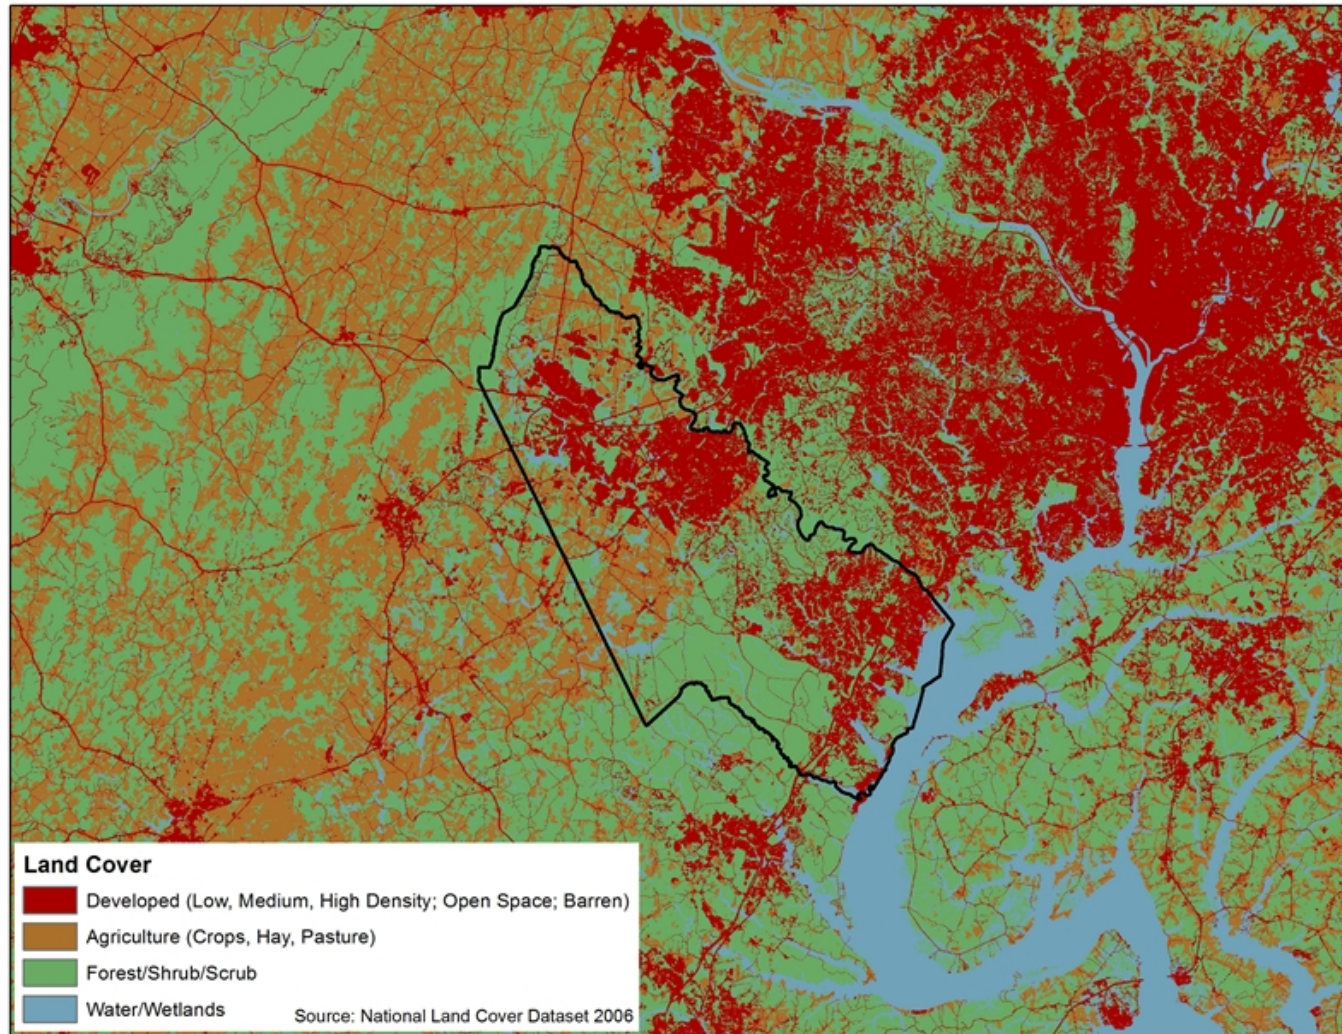 Land Cover
Developed (Low, Medium, High Density; Open Space; Barren)
Agriculture (Crops, Hay, Pasture)
Forest/Shrub/Scrub
Water/Wetlands
Source: National Land Cover Dataset 2006